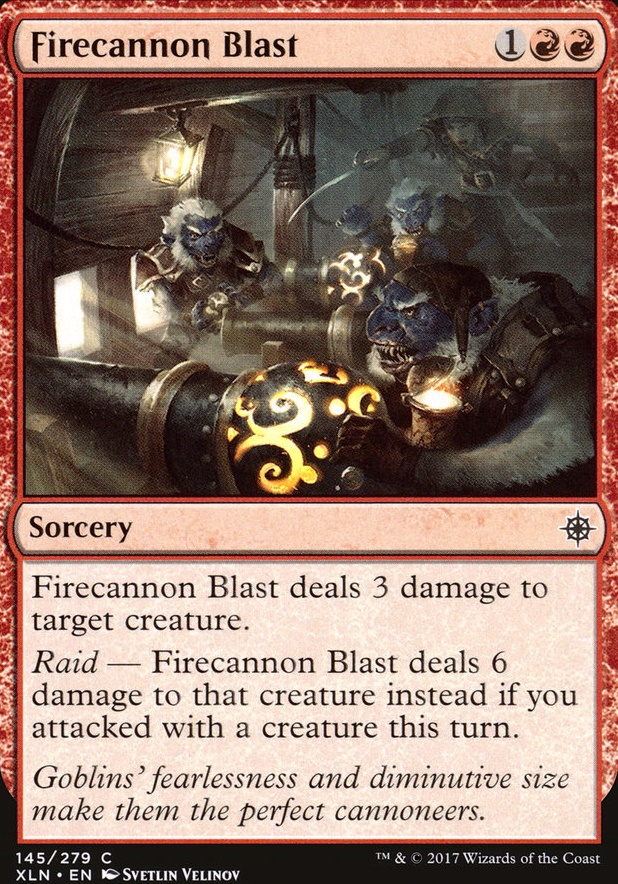 Firecannon Blast 1
Sorcery
Firecannon Blast deals 3 damage to
target creature.
Raid — Firecannon Blast deals 6
damage to that creature instead if you
attacked with a creature this turn.
Goblins' fearlessness and diminutive size
make them the perfect cannoneers.
145/279 C
XLN • EN Svetlin Velinov
™ & © 2017 Wizards of the Coast